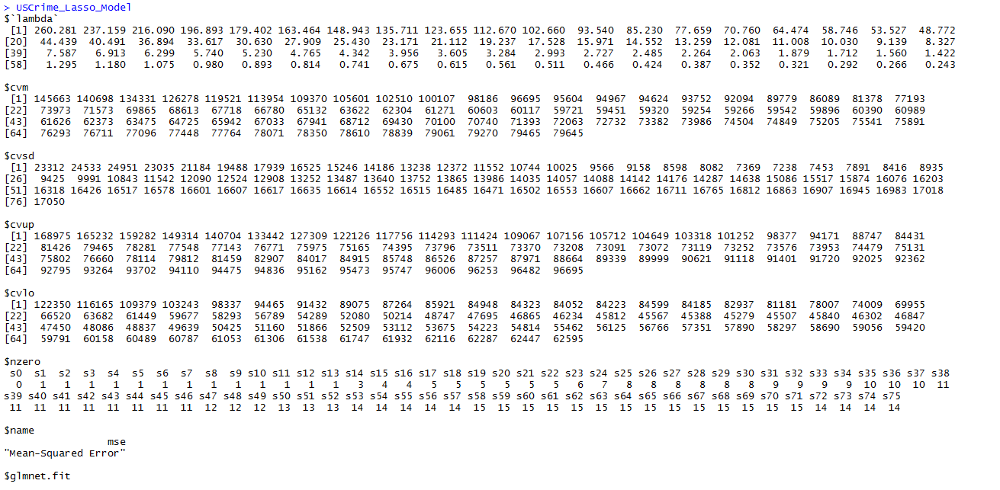 > USCrime_Lasso_Model
$`lambda`
[1] 260.281 237.159 216.090 196.893 179.402 163.464 148.943 135.711 123.655 112.670 102.660 93.540 85.230 77.659 70.760 64.474 58.746 53.527 48.772
[20] 44.439 40.491 36.894 33.617 30.630 27.909 25.430 23.171 21.112 19.237 17.528 15.971 14.552 13.259 12.081 11.008 10.030 9.139 8.327
[39] 7.587 6.913 6.299 5.740 5.230 4.765 4.342 3.956 3.605 3.284 2.993 2.727 2.485 2.264 2.063 1.879 1.712 1.560 1.422
[58] 1.295 1.180 1.075 0.980 0.893 0.814 0.741 0.675 0.615 0.561 0.511 0.466 0.424 0.387 0.352 0.321 0.292 0.266 0.243
$cvm
[1] 145663 140698 134331 126278 119521 113954 109370 105601 102510 100107 98186 96695 95604 94967 94624 93752 92094 89779 86089 81378 77193
[22] 73973 71573 69865 68613 67718 66780 65132 63622 62304 61271 60603 60117 59721 59451 59320 59254 59266 59542 59896 60390 60989
[43] 61626 62373 63475 64725 65942 67033 67941 68712 69430 70100 70740 71393 72063 72732 73382 73986 74504 74849 75205 75541 75891
[64] 76293 76711 77096 77448 77764 78071 78350 78610 78839 79061 79270 79465 79645
$cvsd
[1] 23312 24533 24951 23035 21184 19488 17939 16525 15246 14186 13238 12372 11552 10744 10025 9566 9158 8598 8082 7369 7238 7453 7891 8416 8935
[26] 9425 9991 10843 11542 12090 12524 12908 13252 13487 13640 13752 13865 13986 14035 14057 14088 14142 14176 14287 14638 15086 15517 15874 16076 16203
[51] 16318 16426 16517 16578 16601 16607 16617 16635 16614 16552 16515 16485 16471 16502 16553 16607 16662 16711 16765 16812 16863 16907 16945 16983 17018
[76] 17050
$cvup
[1] 168975 165232 159282 149314 140704 133442 127309 122126 117756 114293 111424 109067 107156 105712 104649 103318 101252 98377 94171 88747 84431
[22] 81426 79465 78281 77548 77143 76771 75975 75165 74395 73796 73511 73370 73208 73091 73072 73119 73252 73576 73953 74479 75131
[43] 75802 76660 78114 79812 81459 82907 84017 84915 85748 86526 87257 87971 88664 89339 89999 90621 91118 91401 91720 92025 92362
[64] 92795 93264 93702 94110 94475 94836 95162 95473 95747 96006 96253 96482 96695
$cvlo
[1] 122350 116165 109379 103243 98337 94465 91432 89075 87264 85921 84948 84323 84052 84223 84599 84185 82937 81181 78007 74009 69955
[22] 66520 63682 61449 59677 58293 56789 54289 52080 50214 48747 47695 46865 46234 45812 45567 45388 45279 45507 45840 46302 46847
[43] 47450 48086 48837 49639 50425 51160 51866 52509 53112 53675 54223 54814 55462 56125 56766 57351 57890 58297 58690 59056 59420
[64] 59791 60158 60489 60787 61053 61306 61538 61747 61932 62116 62287 62447 62595
$nzero
s0 s1 s2 s3 s4 s5 s6 s7 s8 s9 s10 s11 s12 s13 s14 s15 s16 s17 s18 s19 s20 s21 s22 s23 s24 s25 s26 s27 s28 s29 s30 s31 s32 s33 s34 s35 s36 s37 s38
0 1 1 1 1 1 1 1 1 1 1 1 1 1 3 4 4 5 5 5 5 5 5 6 7 8 8 8 8 8 8 9 9 9 9 10 10 10 11
s39 s40 s41 s42 s43 s44 s45 s46 s47 s48 s49 s50 s51 s52 s53 s54 s55 s56 s57 s58 s59 s60 s61 s62 s63 s64 s65 s66 s67 s68 s69 s70 s71 s72 s73 s74 s75
11 11 11 11 11 11 11 11 12 12 12 13 13 13 14 14 14 14 14 15 15 15 15 15 15 15 15 15 15 15 15 15 15 14 14 14 14
$name
mse
"Mean-Squared Error"
$glmnet.fit